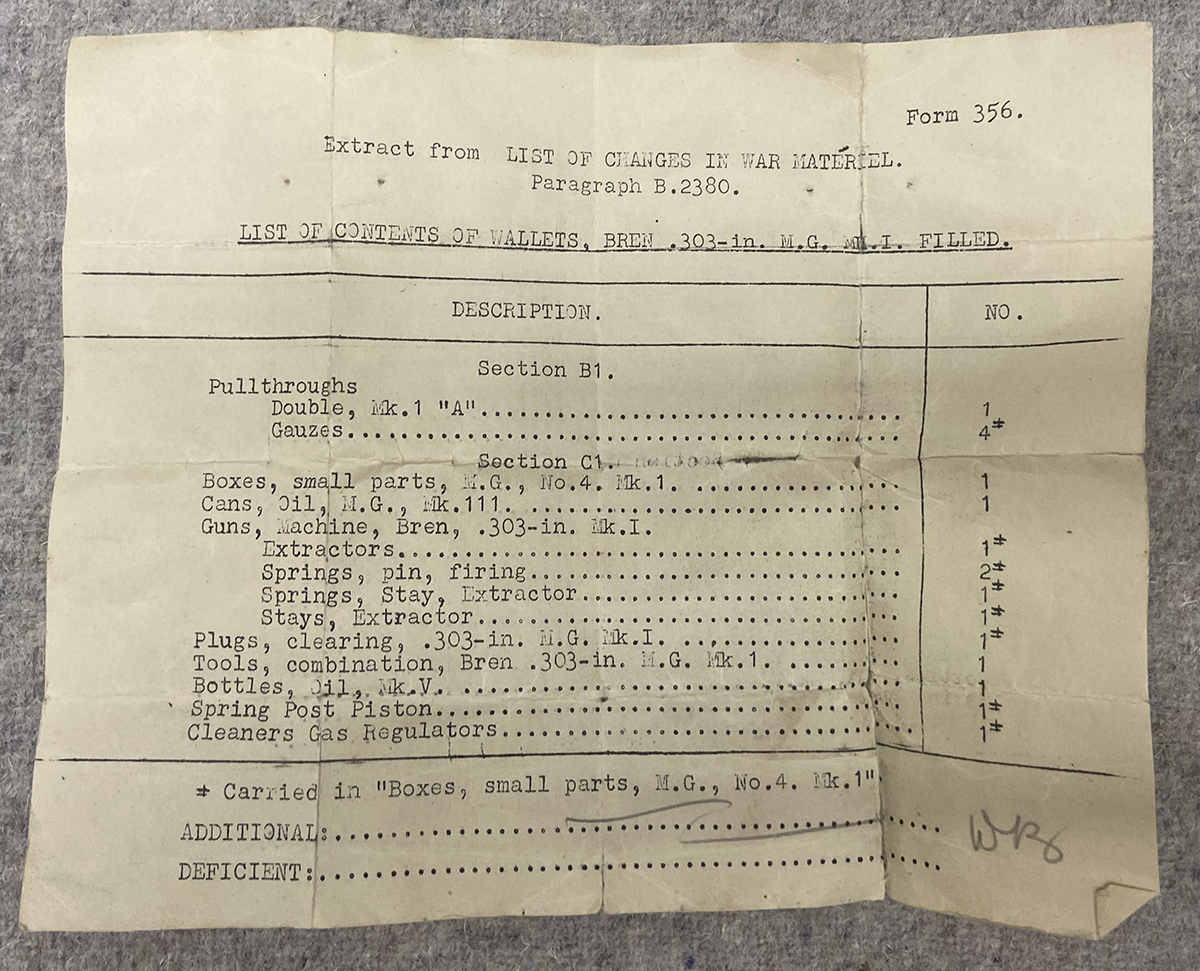 Form 356.
Extract from LIST OF CHANGES IN WAR MATÉRIEL.
Paragraph B.2380.
LIST OF CONTENTS OF WALLETS, BREN .303-in. M.G. Mk.I. FILLED.
DESCRIPTION. NO.
Section B1.
Pullthroughs
Double, Mk.1 "A".......................................... 1
Gauzes.......................................... 4*
Section C1.
Boxes, small parts, M.G., No.4. Mk.1. .................... 1
Cans, Oil, M.G., Mk.111. .................... 1
Guns, Machine, Bren, .303-in. Mk.I.
Extractors.......................................... 1*
Springs, pin, firing.......................................... 2*
Springs, Stay, Extractor.............................. 1*
Stays, Extractor.......................................... 1*
Plugs, clearing, .303-in. M.G. Mk.I. .................... 1*
Tools, combination, Bren .303-in. M.G. Mk.1. .......... 1
Bottles, Oil, Mk.V. .................................... 1
Spring Post Piston.......................................... 1*
Cleaners Gas Regulators.................................... 1*
* Carried in "Boxes, small parts, M.G., No.4. Mk.1"
ADDITIONAL:..................................................
DEFICIENT:..................................................